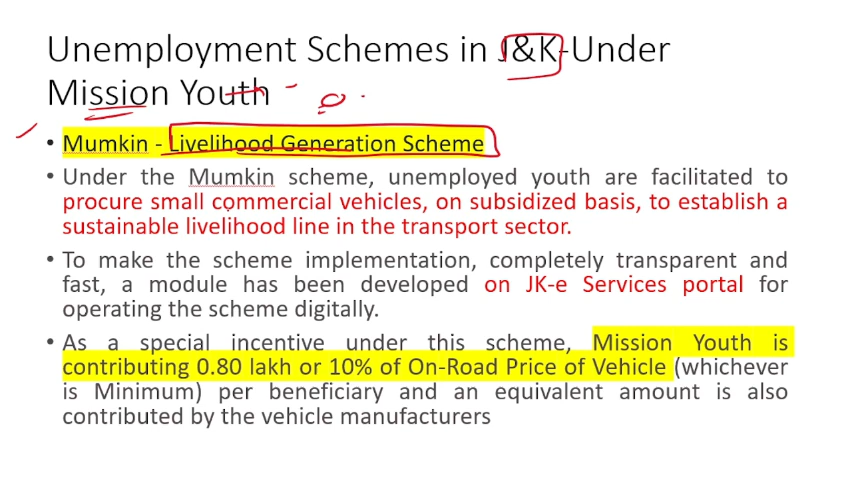 Unemployment Schemes in J&K-Under
Mission Youth
• Mumkin - Livelihood Generation Scheme
• Under the Mumkin scheme, unemployed youth are facilitated to
procure small commercial vehicles, on subsidized basis, to establish a
sustainable livelihood line in the transport sector.
• To make the scheme implementation, completely transparent and
fast, a module has been developed on JK-e Services portal for
operating the scheme digitally.
• As a special incentive under this scheme, Mission Youth is
contributing 0.80 lakh or 10% of On-Road Price of Vehicle (whichever
is Minimum) per beneficiary and an equivalent amount is also
contributed by the vehicle manufacturers